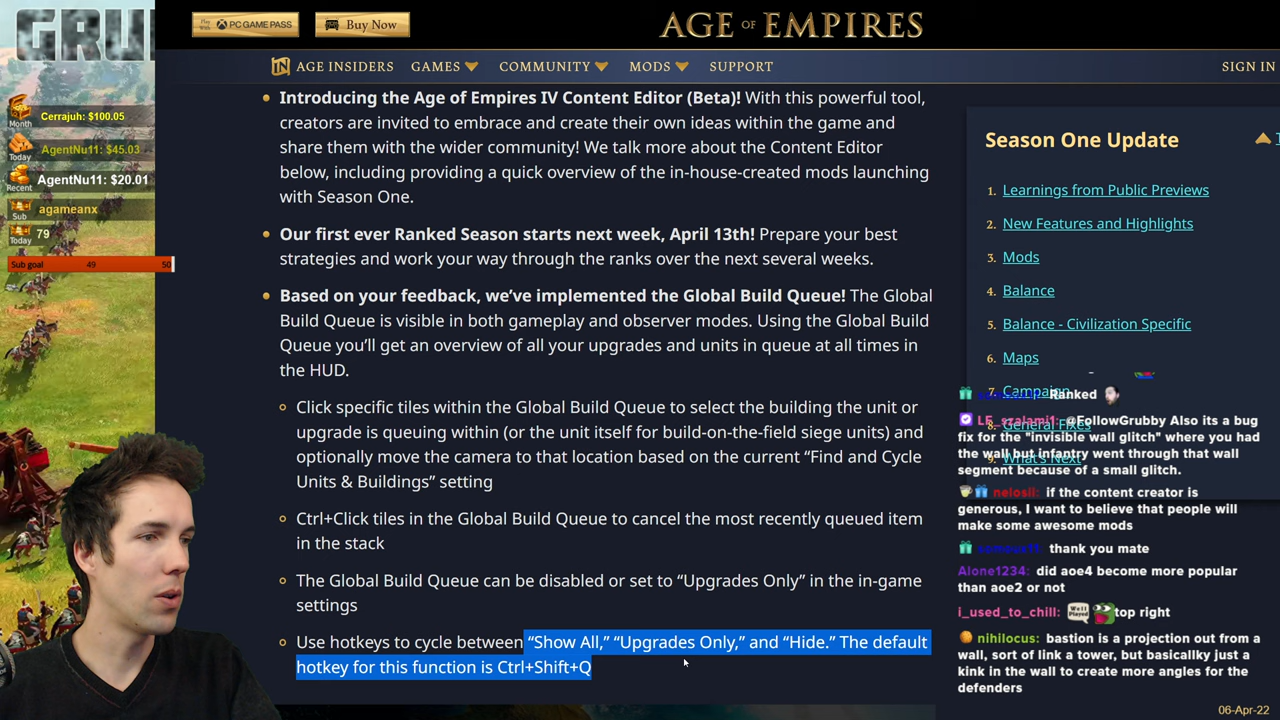 GRU
Play With PC GAME PASS
Buy Now
AGE OF EMPIRES
AGE INSIDERS
GAMES
COMMUNITY
MODS
SUPPORT
SIGN IN
Month
Cerrajuh: $100.05
Today
AgentNu11: $45.03
Recent
AgentNu11: $20.01
Sub
agameanx
Today
79
Sub goal 49 50
Introducing the Age of Empires IV Content Editor (Beta)! With this powerful tool,
creators are invited to embrace and create their own ideas within the game and
share them with the wider community! We talk more about the Content Editor
below, including providing a quick overview of the in-house-created mods launching
with Season One.
Our first ever Ranked Season starts next week, April 13th! Prepare your best
strategies and work your way through the ranks over the next several weeks.
Based on your feedback, we’ve implemented the Global Build Queue! The Global
Build Queue is visible in both gameplay and observer modes. Using the Global Build
Queue you’ll get an overview of all your upgrades and units in queue at all times in
the HUD.
Click specific tiles within the Global Build Queue to select the building the unit or
upgrade is queuing within (or the unit itself for build-on-the-field siege units) and
optionally move the camera to that location based on the current “Find and Cycle
Units & Buildings” setting
Ctrl+Click tiles in the Global Build Queue to cancel the most recently queued item
in the stack
The Global Build Queue can be disabled or set to “Upgrades Only” in the in-game
settings
Use hotkeys to cycle between “Show All,” “Upgrades Only,” and “Hide.” The default
hotkey for this function is Ctrl+Shift+Q
Season One Update
1. Learnings from Public Previews
2. New Features and Highlights
3. Mods
4. Balance
5. Balance - Civilization Specific
6. Maps
7. Campaign
8. General Fixes
9. What's Next
Ranked
LE_szalami1: @FollowGrubby Also its a bug
fix for the "invisible wall glitch" where you had
the wall but infantry went through that wall
segment because of a small glitch.
nelosii: if the content creator is
generous, I want to believe that people will
make some awesome mods
thank you mate
Alone1234: did aoe4 become more popular
than aoe2 or not
i_used_to_chill: Well Played top right
nihilocus: bastion is a projection out from a
wall, sort of link a tower, but basicallky just a
kink in the wall to create more angles for the
defenders
06-Apr-22